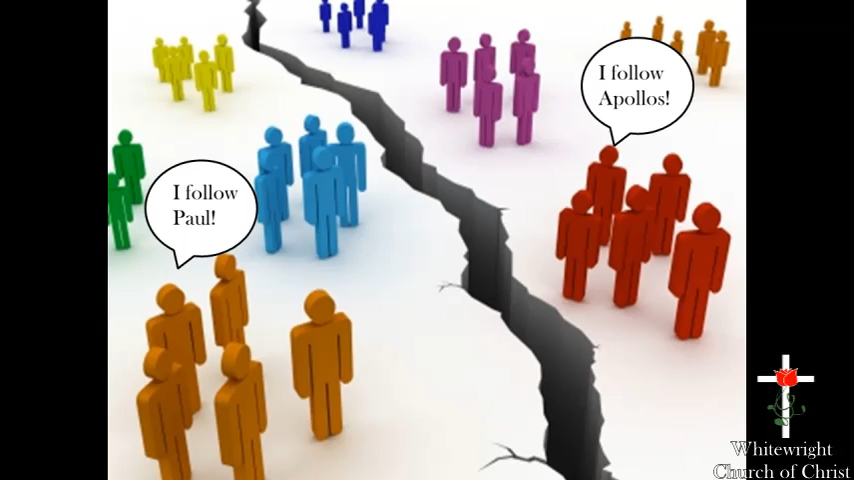 I follow
Apollos!
I follow
Paul!
Whitewright
Church of Christ